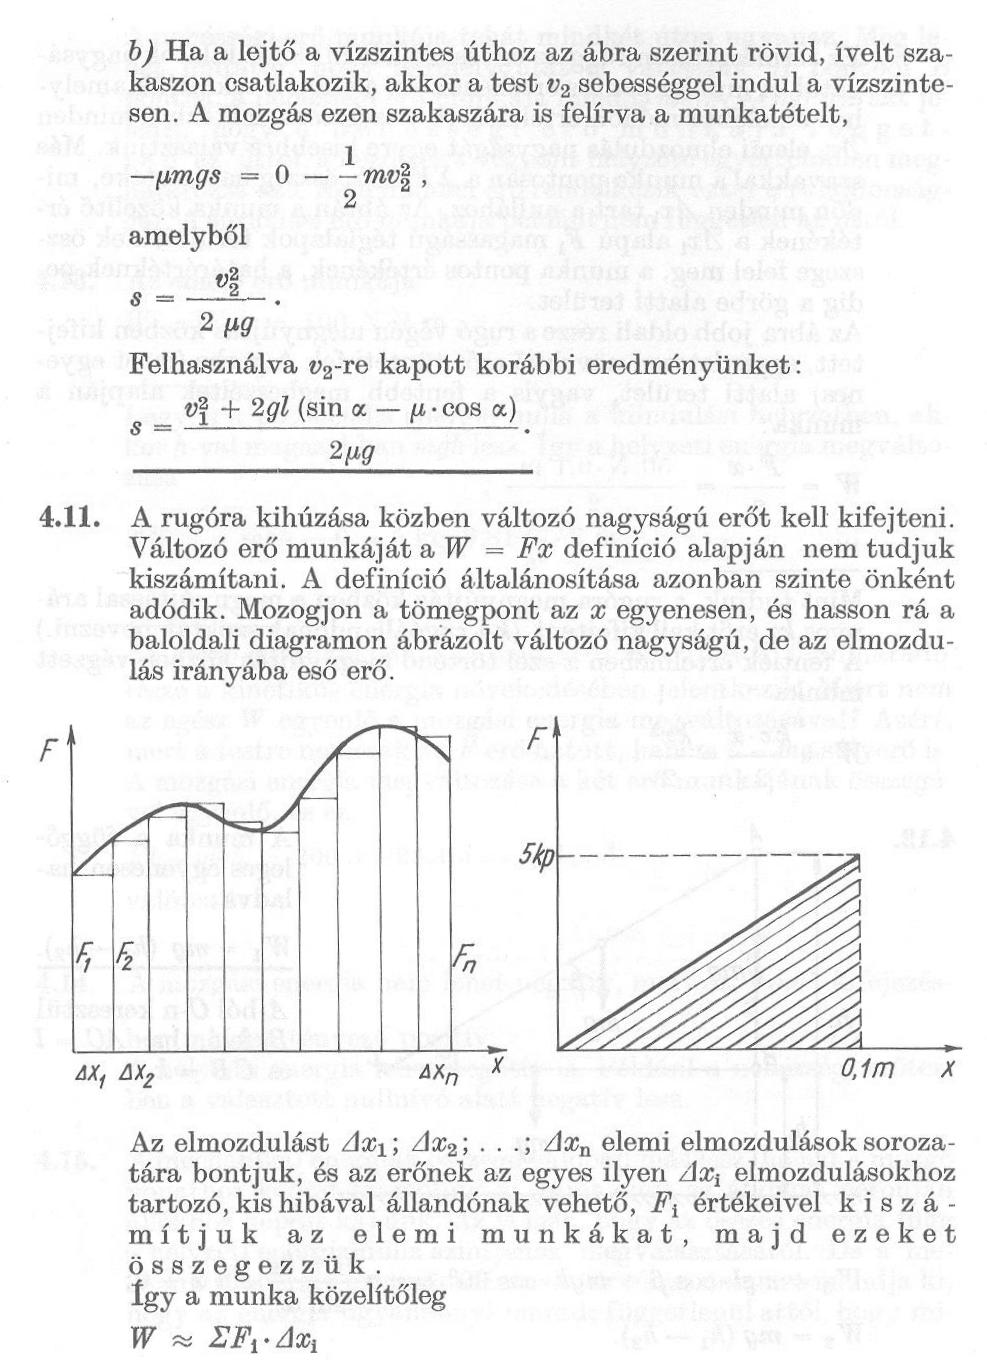 b) Ha a lejtő a vízszintes úthoz az ábra szerint rövid, ívelt sza-
kaszon csatlakozik, akkor a test v₂ sebességgel indul a vízszinte-
sen. A mozgás ezen szakaszára is felírva a munkatételt,
−μmgs = 0 − 1/2 mv₂² ,
amelyből
s = v₂² / 2 μg .
Felhasználva v₂-re kapott korábbi eredményünket:
s = v₁² + 2gl (sin α − μ · cos α) / 2μg .
4.11. A rugóra kihúzása közben változó nagyságú erőt kell kifejteni.
Változó erő munkáját a W = Fx definíció alapján nem tudjuk
kiszámítani. A definíció általánosítása azonban szinte önként
adódik. Mozogjon a tömegpont az x egyenesen, és hasson rá a
baloldali diagramon ábrázolt változó nagyságú, de az elmozdu-
lás irányába eső erő.
F
F₁ F₂ Fₙ
Δx₁ Δx₂ Δxₙ x
F
5kp
0,1m x
Az elmozdulást Δx₁; Δx₂; . . .; Δxₙ elemi elmozdulások soroza-
tára bontjuk, és az erőnek az egyes ilyen Δxᵢ elmozdulásokhoz
tartozó, kis hibával állandónak vehető, Fᵢ értékeivel kiszá-
mítjuk az elemi munkákat, majd ezeket
összegezzük.
Így a munka közelítőleg
W ≈ ΣF₁ · Δxᵢ